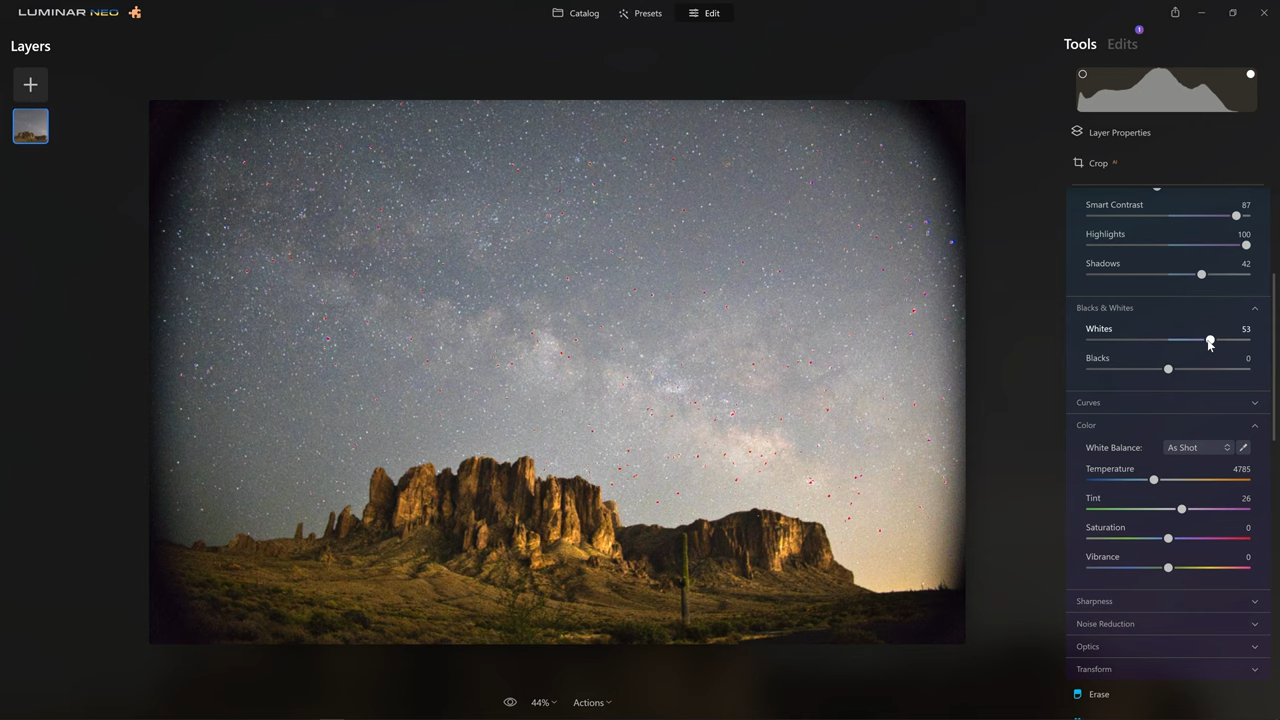 LUMINAR NEO
Catalog
Presets
Edit
Layers
Tools
Edits
1
Layer Properties
Crop AI
Smart Contrast 87
Highlights 100
Shadows 42
Blacks & Whites
Whites 53
Blacks 0
Curves
Color
White Balance: As Shot
Temperature 4785
Tint 26
Saturation 0
Vibrance 0
Sharpness
Noise Reduction
Optics
Transform
Erase
44%
Actions